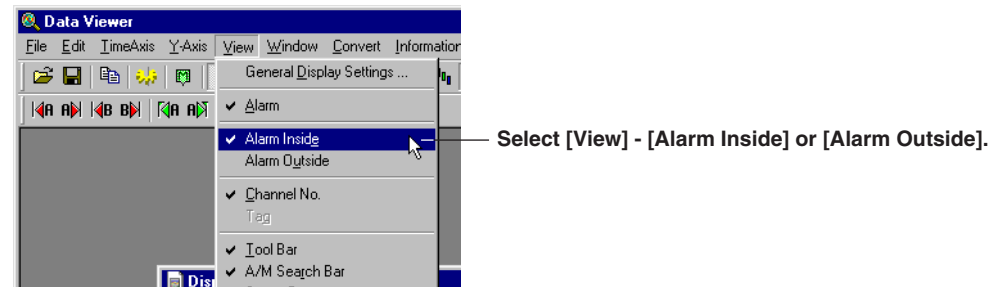 Data Viewer
File Edit TimeAxis Y-Axis View Window Convert Information
General Display Settings ...
A A B B A A
Alarm
Alarm Inside
Select [View] - [Alarm Inside] or [Alarm Outside].
Alarm Outside
Channel No.
Tag
Tool Bar
A/M Search Bar
Disp